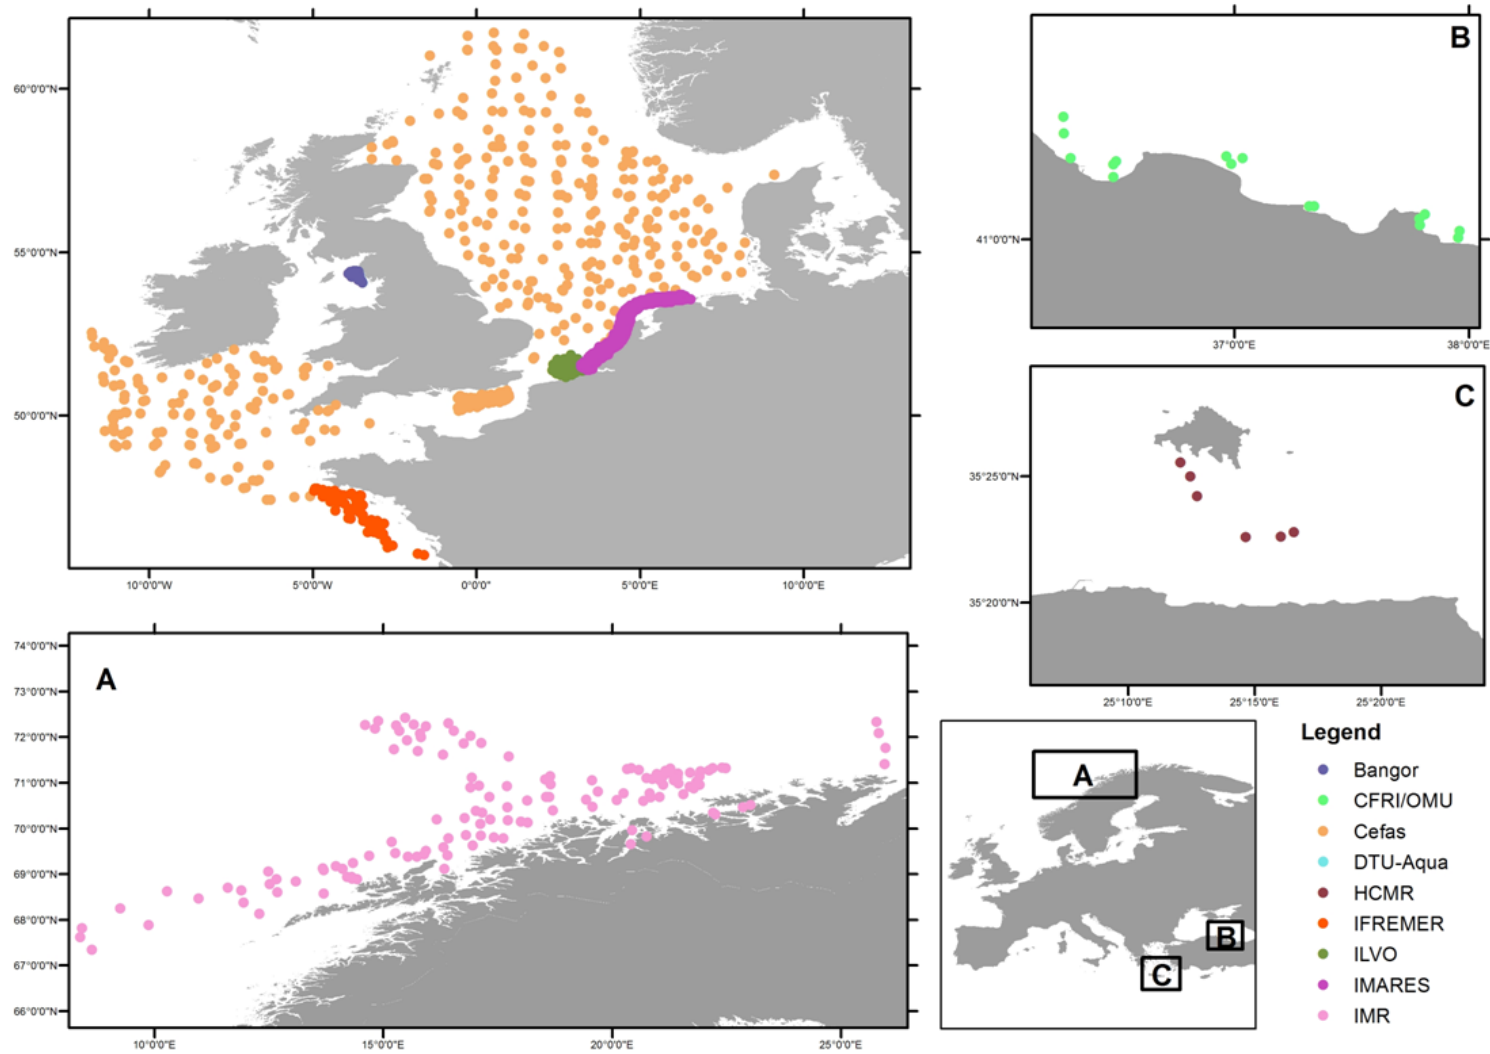 60°0'0"N
55°0'0"N
50°0'0"N
10°0'0"W
5°0'0"W
0°0'0"
5°0'0"E
10°0'0"E
B
41°0'0"N
37°0'0"E
38°0'0"E
C
35°25'0"N
35°20'0"N
25°10'0"E
25°15'0"E
25°20'0"E
A
74°0'0"N
73°0'0"N
72°0'0"N
71°0'0"N
70°0'0"N
69°0'0"N
68°0'0"N
67°0'0"N
66°0'0"N
10°0'0"E
15°0'0"E
20°0'0"E
25°0'0"E
A
B
C
Legend
Bangor
CFRI/OMU
Cefas
DTU-Aqua
HCMR
IFREMER
ILVO
IMARES
IMR